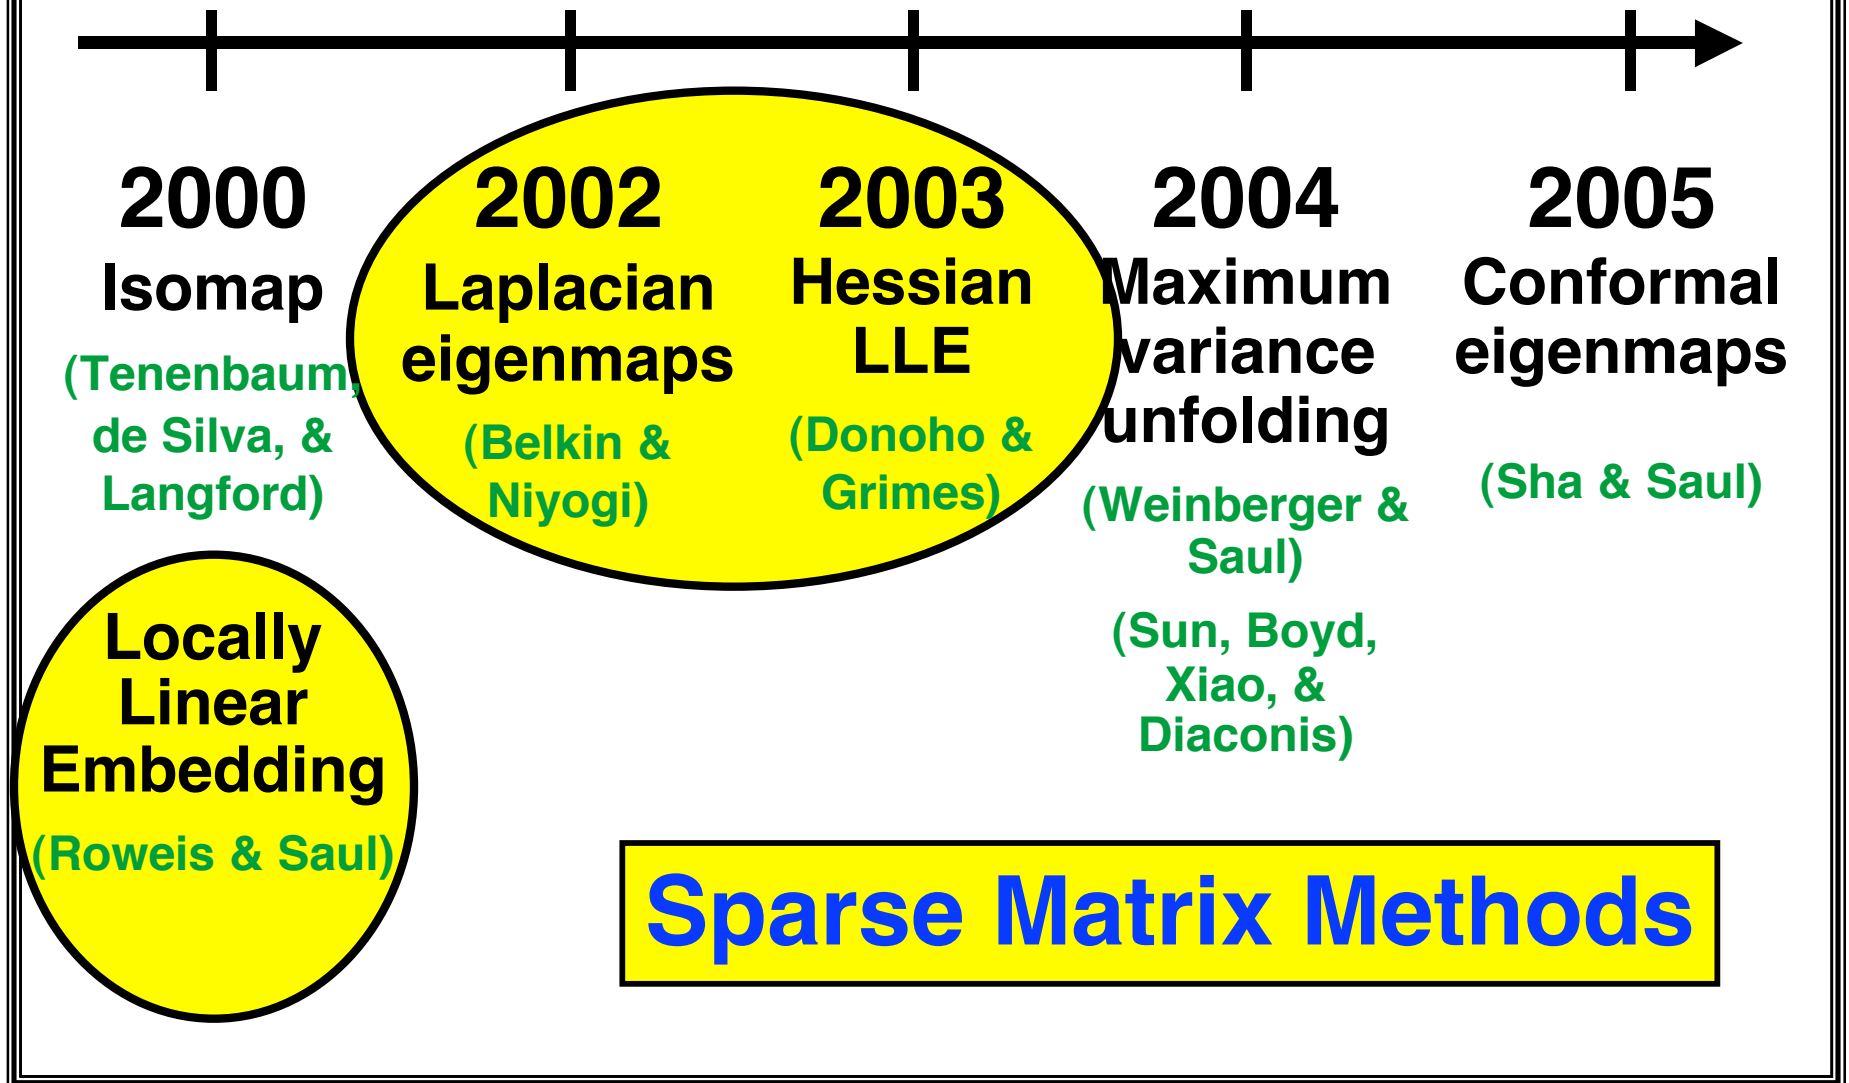 2000
Isomap
(Tenenbaum,
de Silva, &
Langford)
Locally
Linear
Embedding
(Roweis & Saul)
2002
Laplacian
eigenmaps
(Belkin &
Niyogi)
2003
Hessian
LLE
(Donoho &
Grimes)
2004
Maximum
variance
unfolding
(Weinberger &
Saul)
(Sun, Boyd,
Xiao, &
Diaconis)
2005
Conformal
eigenmaps
(Sha & Saul)
Sparse Matrix Methods